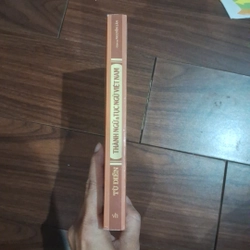 TỪ ĐIỂN
THÀNH NGỮ & TỤC NGỮ VIỆT NAM